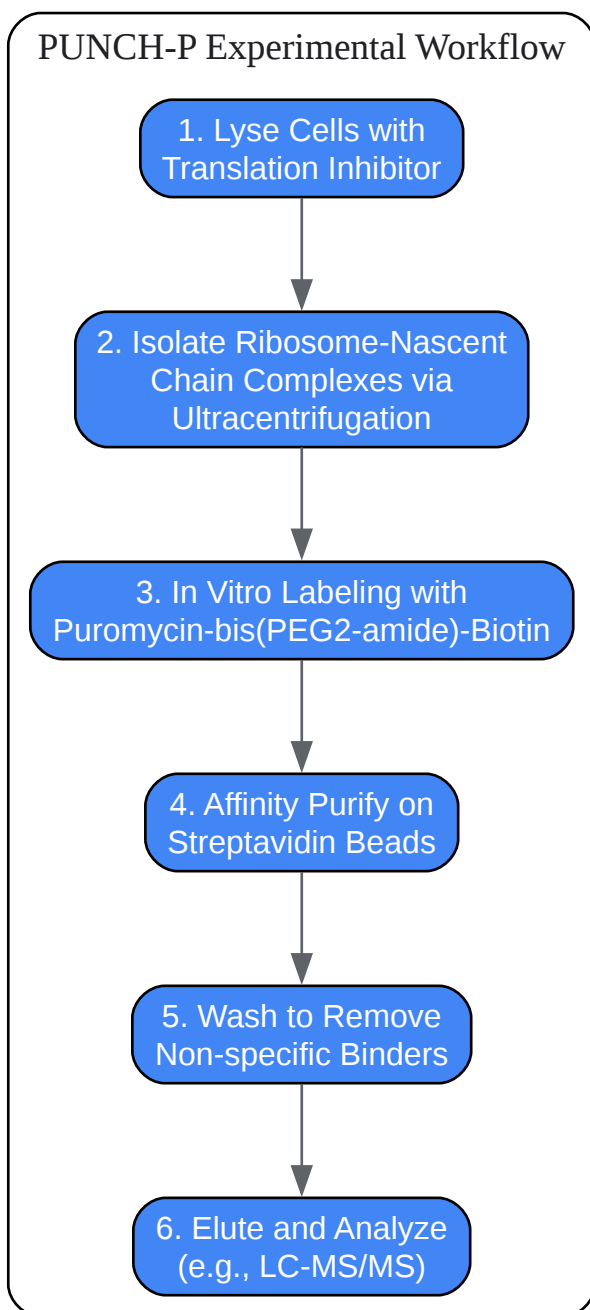 PUNCH-P Experimental Workflow
1. Lyse Cells with
Translation Inhibitor
2. Isolate Ribosome-Nascent
Chain Complexes via
Ultracentrifugation
3. In Vitro Labeling with
Puromycin-bis(PEG2-amide)-Biotin
4. Affinity Purify on
Streptavidin Beads
5. Wash to Remove
Non-specific Binders
6. Elute and Analyze
(e.g., LC-MS/MS)